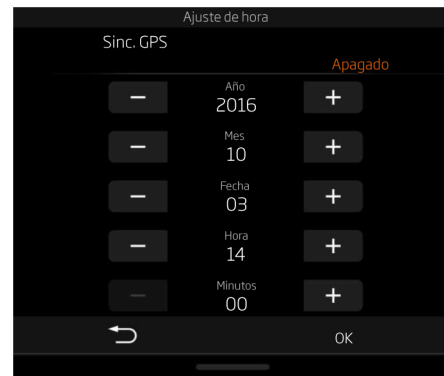 Ajuste de hora
Sinc. GPS
Apagado
Año
− 2016 +
Mes
− 10 +
Fecha
− 03 +
Hora
− 14 +
Minutos
− 00 +
OK